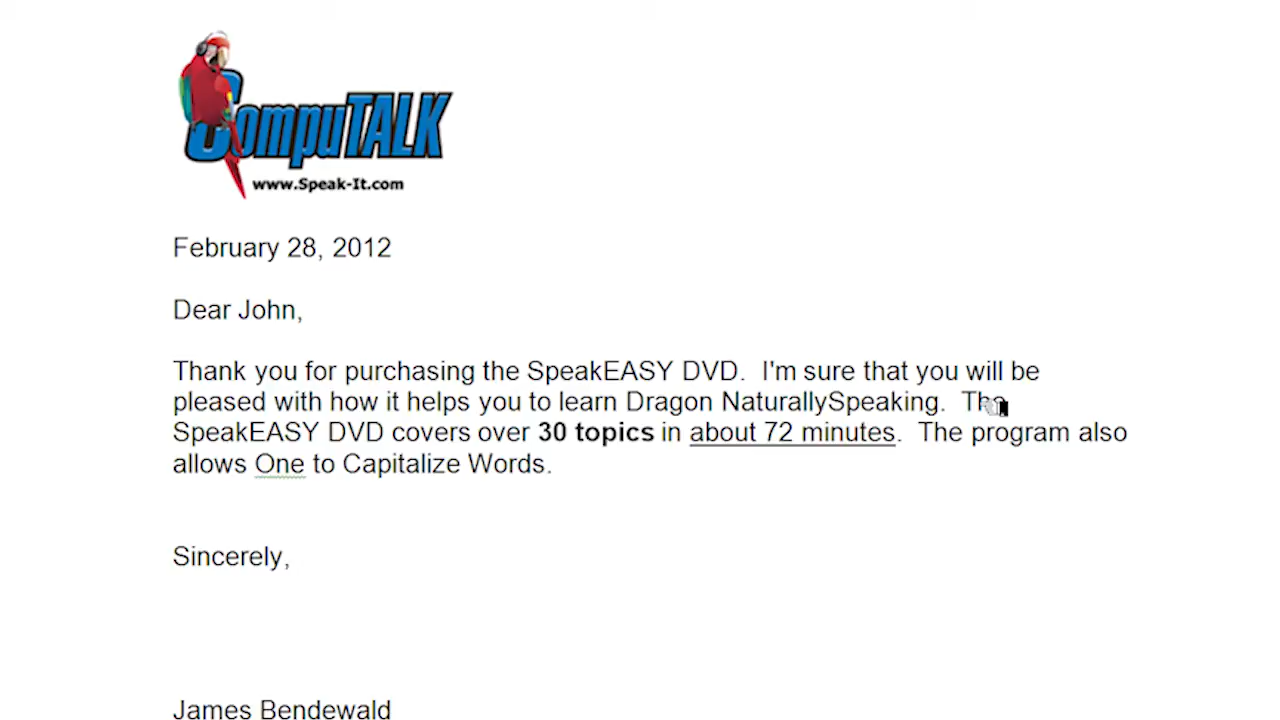 CompuTALK
www.Speak-It.com
February 28, 2012
Dear John,
Thank you for purchasing the SpeakEASY DVD.  I'm sure that you will be
pleased with how it helps you to learn Dragon NaturallySpeaking.  The
SpeakEASY DVD covers over 30 topics in about 72 minutes.  The program also
allows One to Capitalize Words.
Sincerely,
James Bendewald